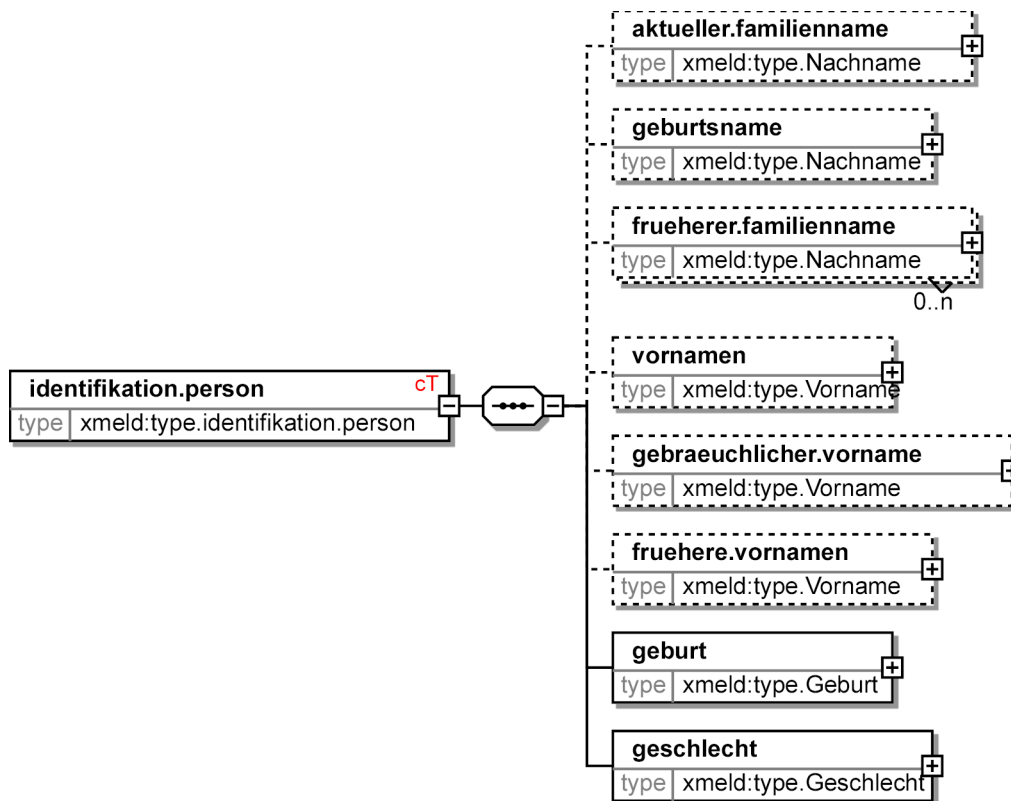 aktueller.familienname
type xmeld:type.Nachname
geburtsname
type xmeld:type.Nachname
frueherer.familienname
type xmeld:type.Nachname
0..n
identifikation.person cT
type xmeld:type.identifikation.person
vornamen
type xmeld:type.Vorname
gebraeuchlicher.vorname
type xmeld:type.Vorname
fruehere.vornamen
type xmeld:type.Vorname
geburt
type xmeld:type.Geburt
geschlecht
type xmeld:type.Geschlecht